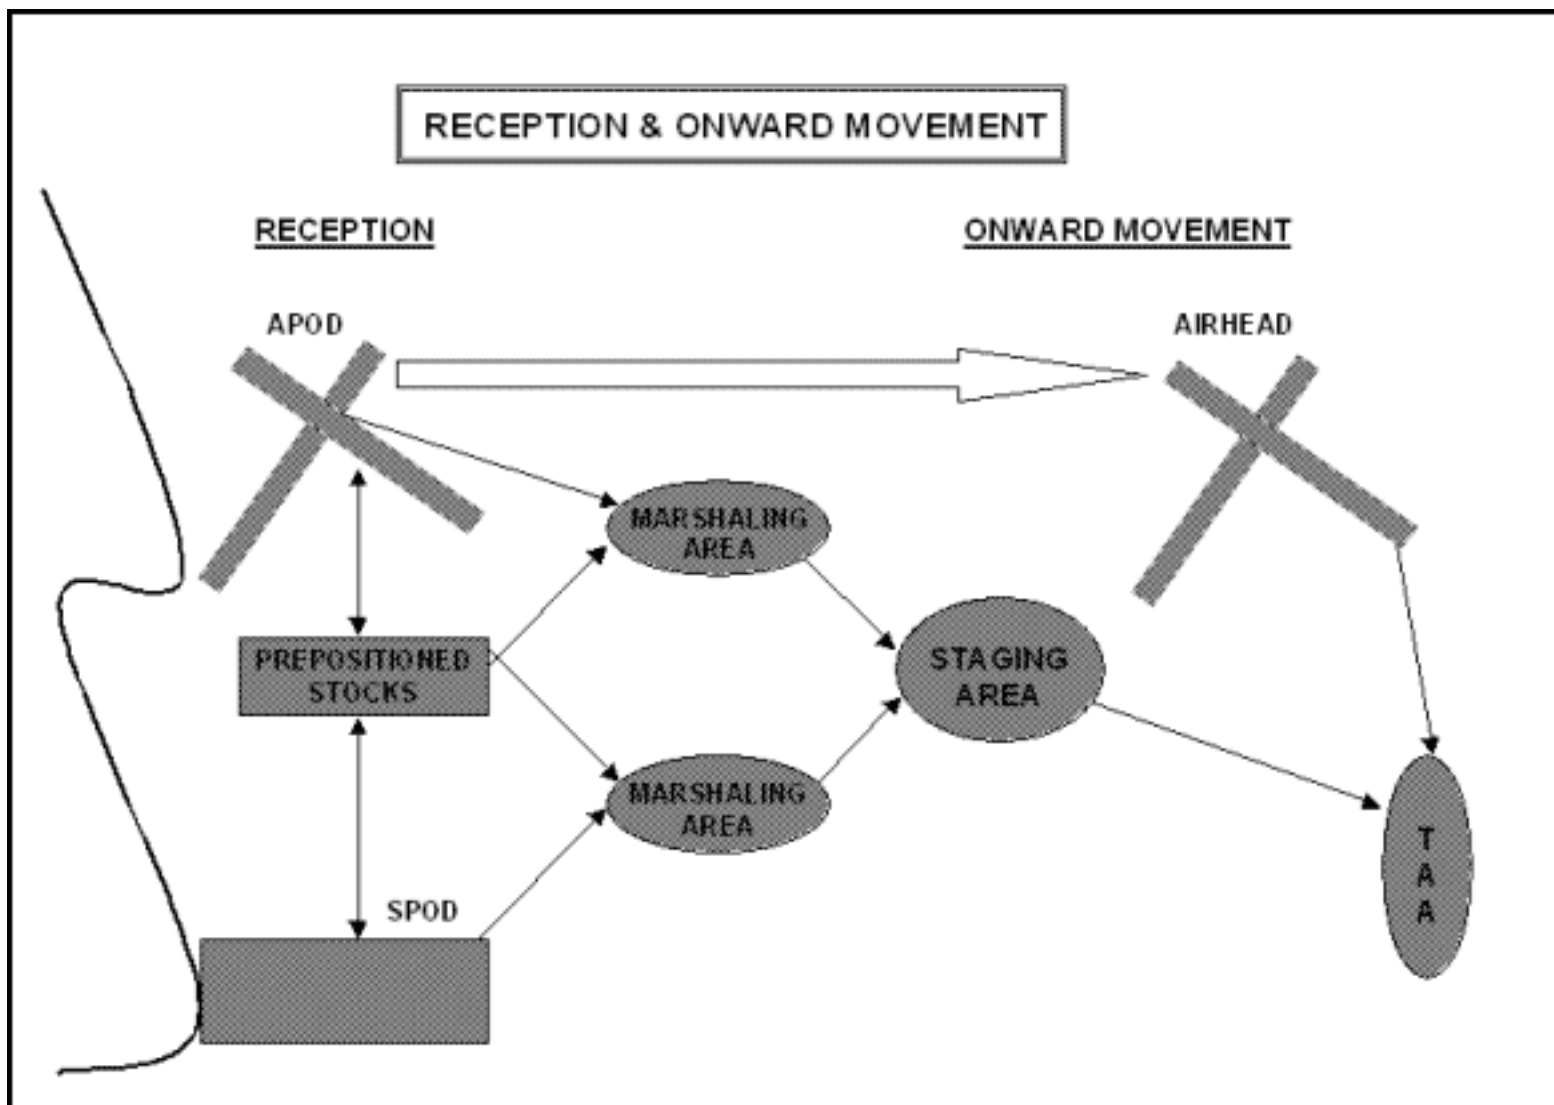 RECEPTION & ONWARD MOVEMENT
RECEPTION
ONWARD MOVEMENT
APOD
AIRHEAD
MARSHALING
AREA
PREPOSITIONED
STOCKS
STAGING
AREA
MARSHALING
AREA
SPOD
T
A
A